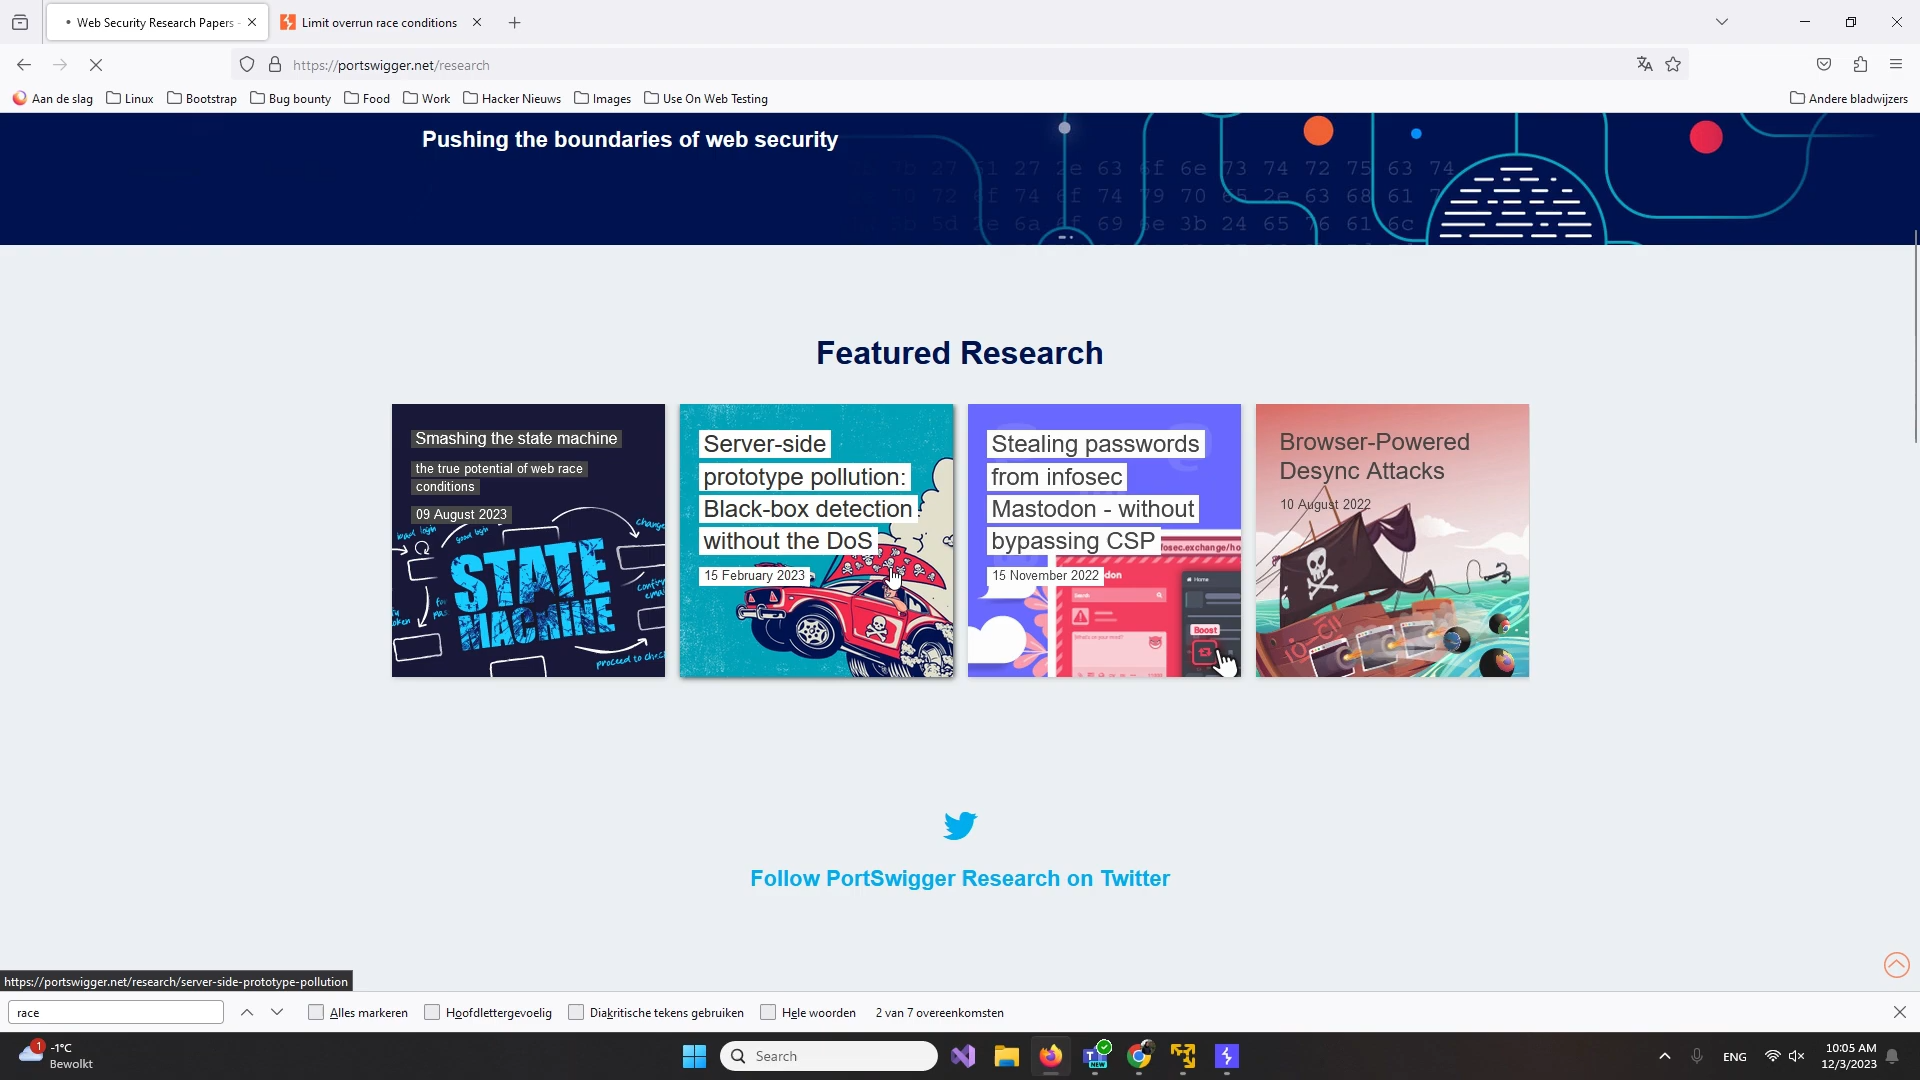 Web Security Research Papers -
Limit overrun race conditions
https://portswigger.net/research
Aan de slag
Linux
Bootstrap
Bug bounty
Food
Work
Hacker Nieuws
Images
Use On Web Testing
Andere bladwijzers
Pushing the boundaries of web security
Featured Research
Smashing the state machine
the true potential of web race
conditions
09 August 2023
STATE
MACHINE
Server-side
prototype pollution:
Black-box detection
without the DoS
15 February 2023
Stealing passwords
from infosec
Mastodon - without
bypassing CSP
15 November 2022
Home
Boost
Browser-Powered
Desync Attacks
10 August 2022
Follow PortSwigger Research on Twitter
https://portswigger.net/research/server-side-prototype-pollution
race
Alles markeren
Hoofdlettergevoelig
Diakritische tekens gebruiken
Hele woorden
2 van 7 overeenkomsten
1
-1°C
Bewolkt
Search
NEW
ENG
10:05 AM
12/3/2023